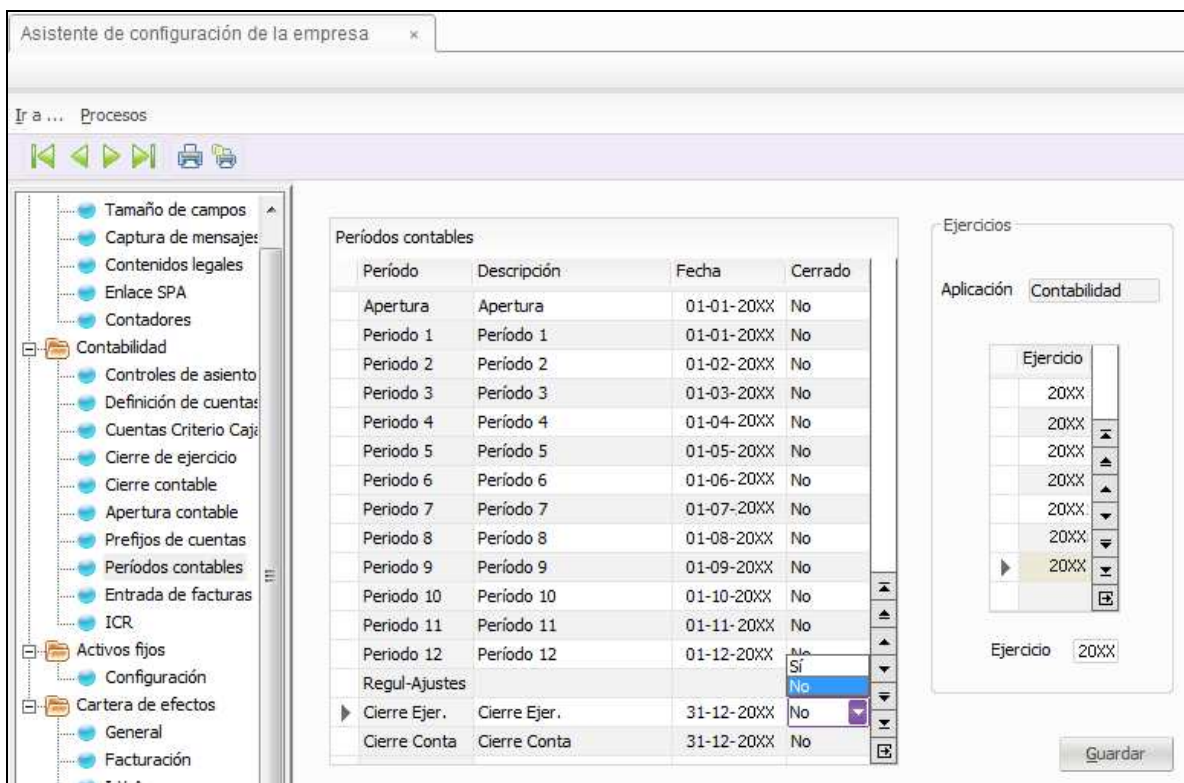 Asistente de configuración de la empresa ×
Ir a ... Procesos
Tamaño de campos
Captura de mensajes
Contenidos legales
Enlace SPA
Contadores
Contabilidad
Controles de asiento
Definición de cuentas
Cuentas Criterio Caja
Cierre de ejercicio
Cierre contable
Apertura contable
Prefijos de cuentas
Períodos contables
Entrada de facturas
ICR
Activos fijos
Configuración
Cartera de efectos
General
Facturación
Períodos contables
Período Descripción Fecha Cerrado
Apertura Apertura 01-01-20XX No
Periodo 1 Período 1 01-01-20XX No
Periodo 2 Período 2 01-02-20XX No
Periodo 3 Período 3 01-03-20XX No
Periodo 4 Período 4 01-04-20XX No
Periodo 5 Período 5 01-05-20XX No
Periodo 6 Período 6 01-06-20XX No
Periodo 7 Período 7 01-07-20XX No
Periodo 8 Período 8 01-08-20XX No
Periodo 9 Período 9 01-09-20XX No
Periodo 10 Período 10 01-10-20XX No
Periodo 11 Período 11 01-11-20XX No
Periodo 12 Período 12 01-12-20XX No
Sí
Regul-Ajustes No
Cierre Ejer. Cierre Ejer. 31-12-20XX No
Cierre Conta Cierre Conta 31-12-20XX No
Ejercicios
Aplicación Contabilidad
Ejercicio
20XX
20XX
20XX
20XX
20XX
20XX
20XX
Ejercicio 20XX
Guardar